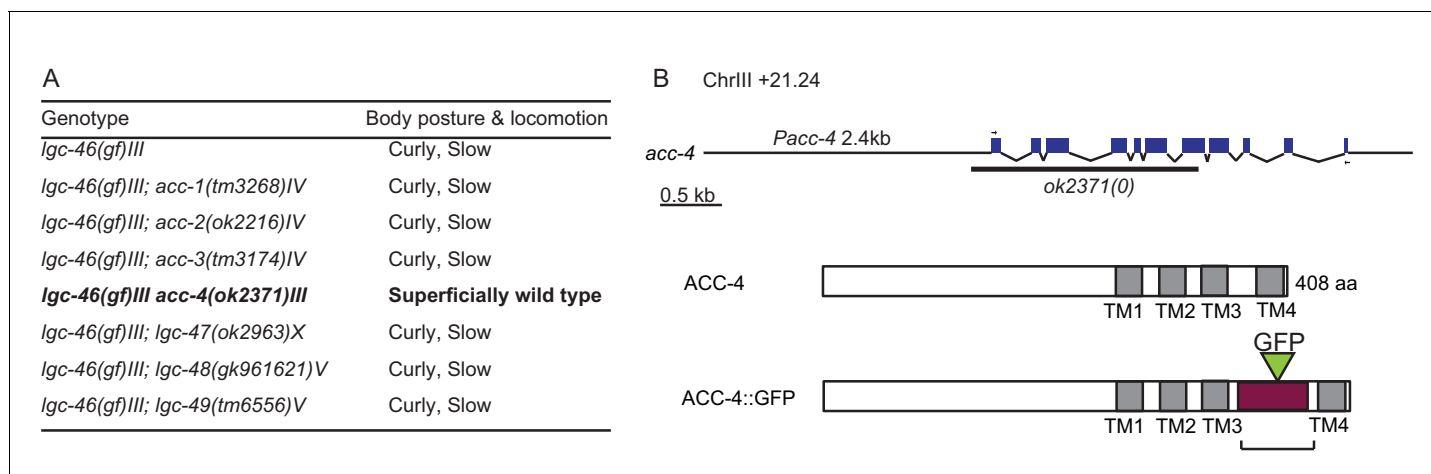 A
Genotype Body posture & locomotion
lgc-46(gf)III Curly, Slow
lgc-46(gf)III; acc-1(tm3268)IV Curly, Slow
lgc-46(gf)III; acc-2(ok2216)IV Curly, Slow
lgc-46(gf)III; acc-3(tm3174)IV Curly, Slow
lgc-46(gf)III acc-4(ok2371)III Superficially wild type
lgc-46(gf)III; lgc-47(ok2963)X Curly, Slow
lgc-46(gf)III; lgc-48(gk961621)V Curly, Slow
lgc-46(gf)III; lgc-49(tm6556)V Curly, Slow
B ChrIII +21.24
acc-4 Pacc-4 2.4kb
0.5 kb ok2371(0)
ACC-4 408 aa
TM1 TM2 TM3 TM4
GFP
ACC-4::GFP
TM1 TM2 TM3 TM4